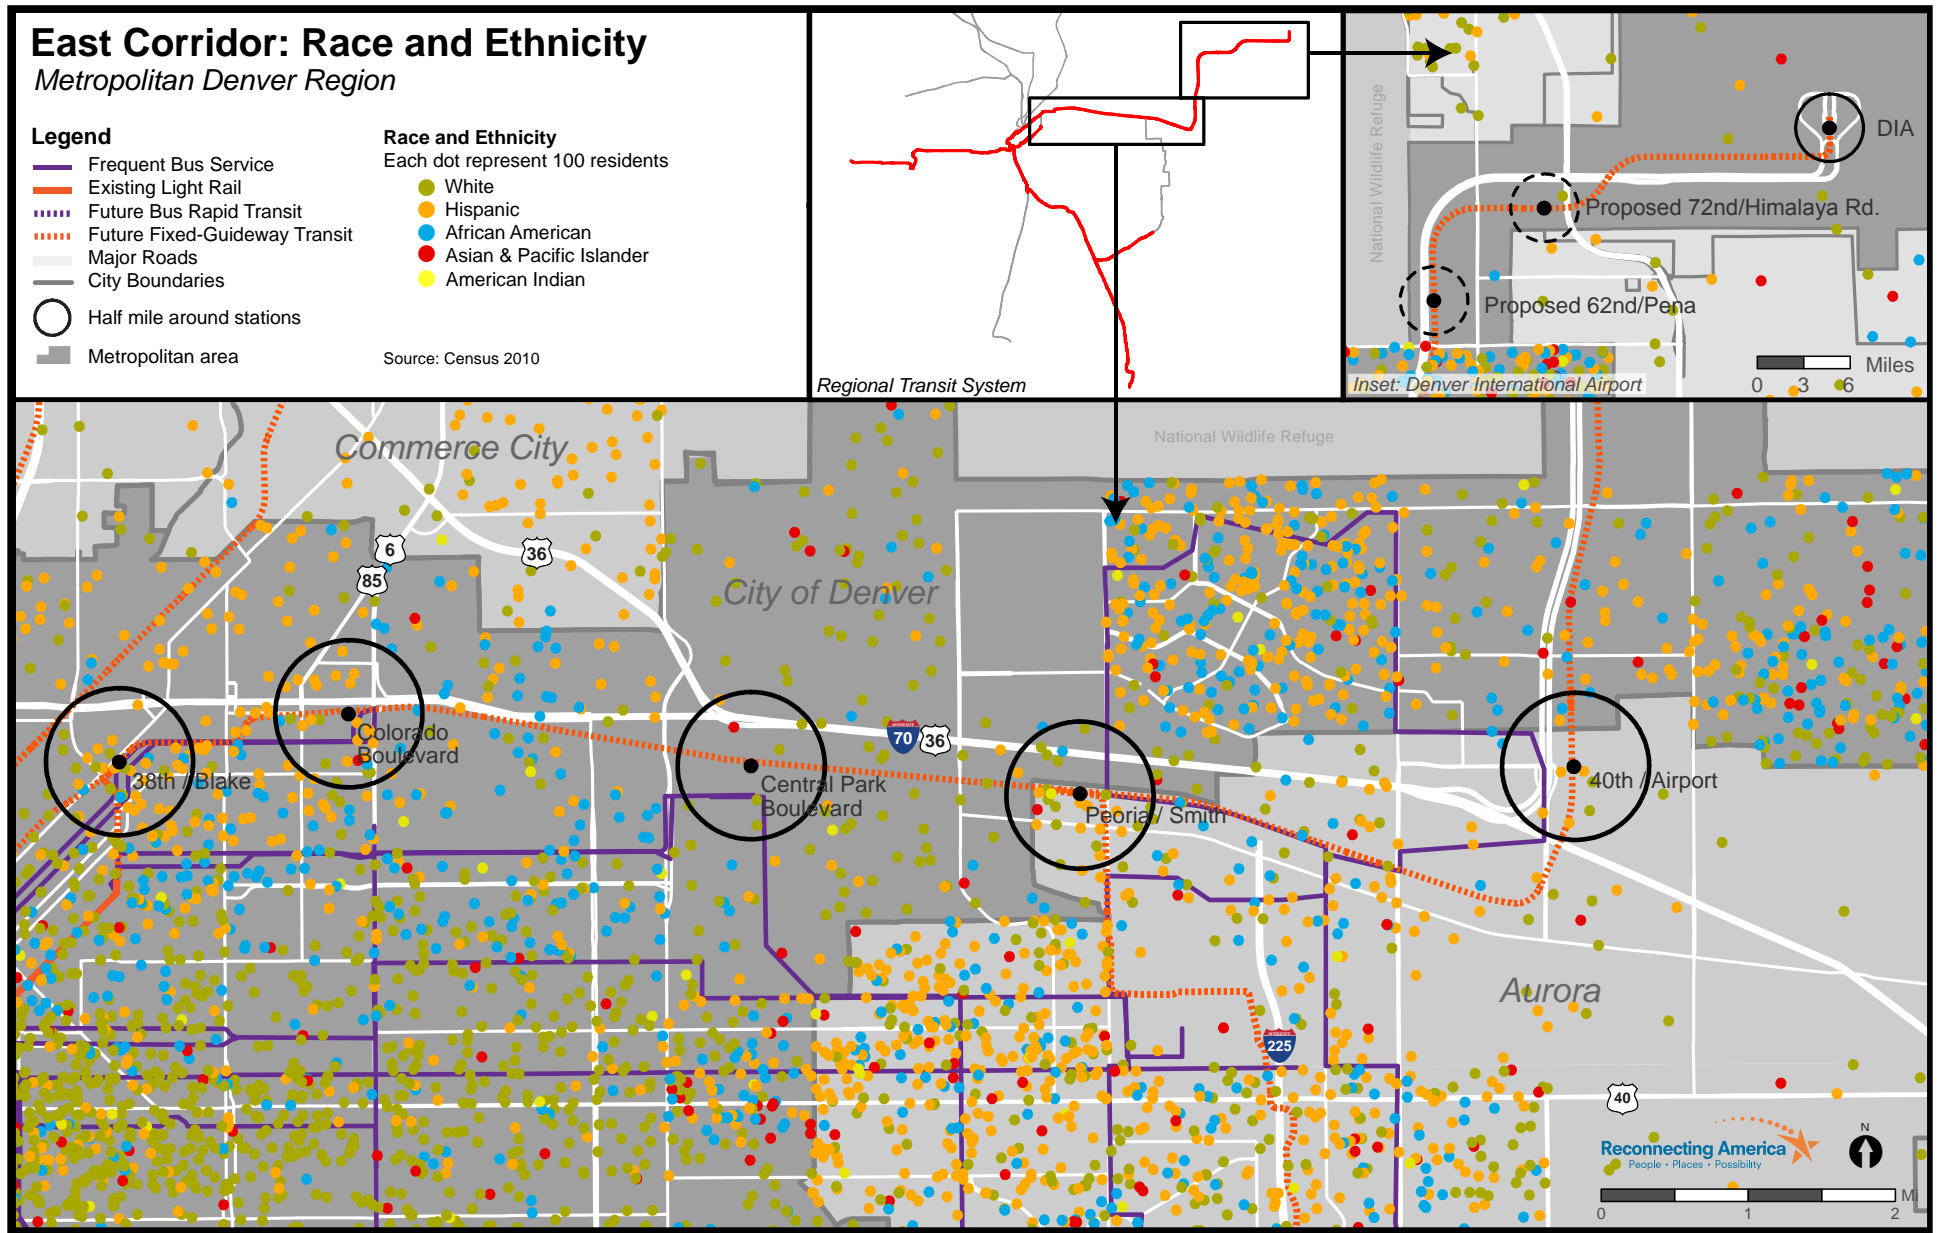 East Corridor: Race and Ethnicity
Metropolitan Denver Region
Legend
Frequent Bus Service
Existing Light Rail
Future Bus Rapid Transit
Future Fixed-Guideway Transit
Major Roads
City Boundaries
Half mile around stations
Metropolitan area
Race and Ethnicity
Each dot represent 100 residents
White
Hispanic
African American
Asian & Pacific Islander
American Indian
Source: Census 2010
Regional Transit System
National Wildlife Refuge
DIA
Proposed 72nd/Himalaya Rd.
Proposed 62nd/Pena
Inset: Denver International Airport
Miles
0 3 6
Commerce City
National Wildlife Refuge
6
36
85
City of Denver
Colorado
Boulevard
38th / Blake
INTERSTATE
70
36
Central Park
Boulevard
Peoria / Smith
40th / Airport
Aurora
INTERSTATE
225
40
Reconnecting America
People • Places • Possibility
N
Mi
0 1 2